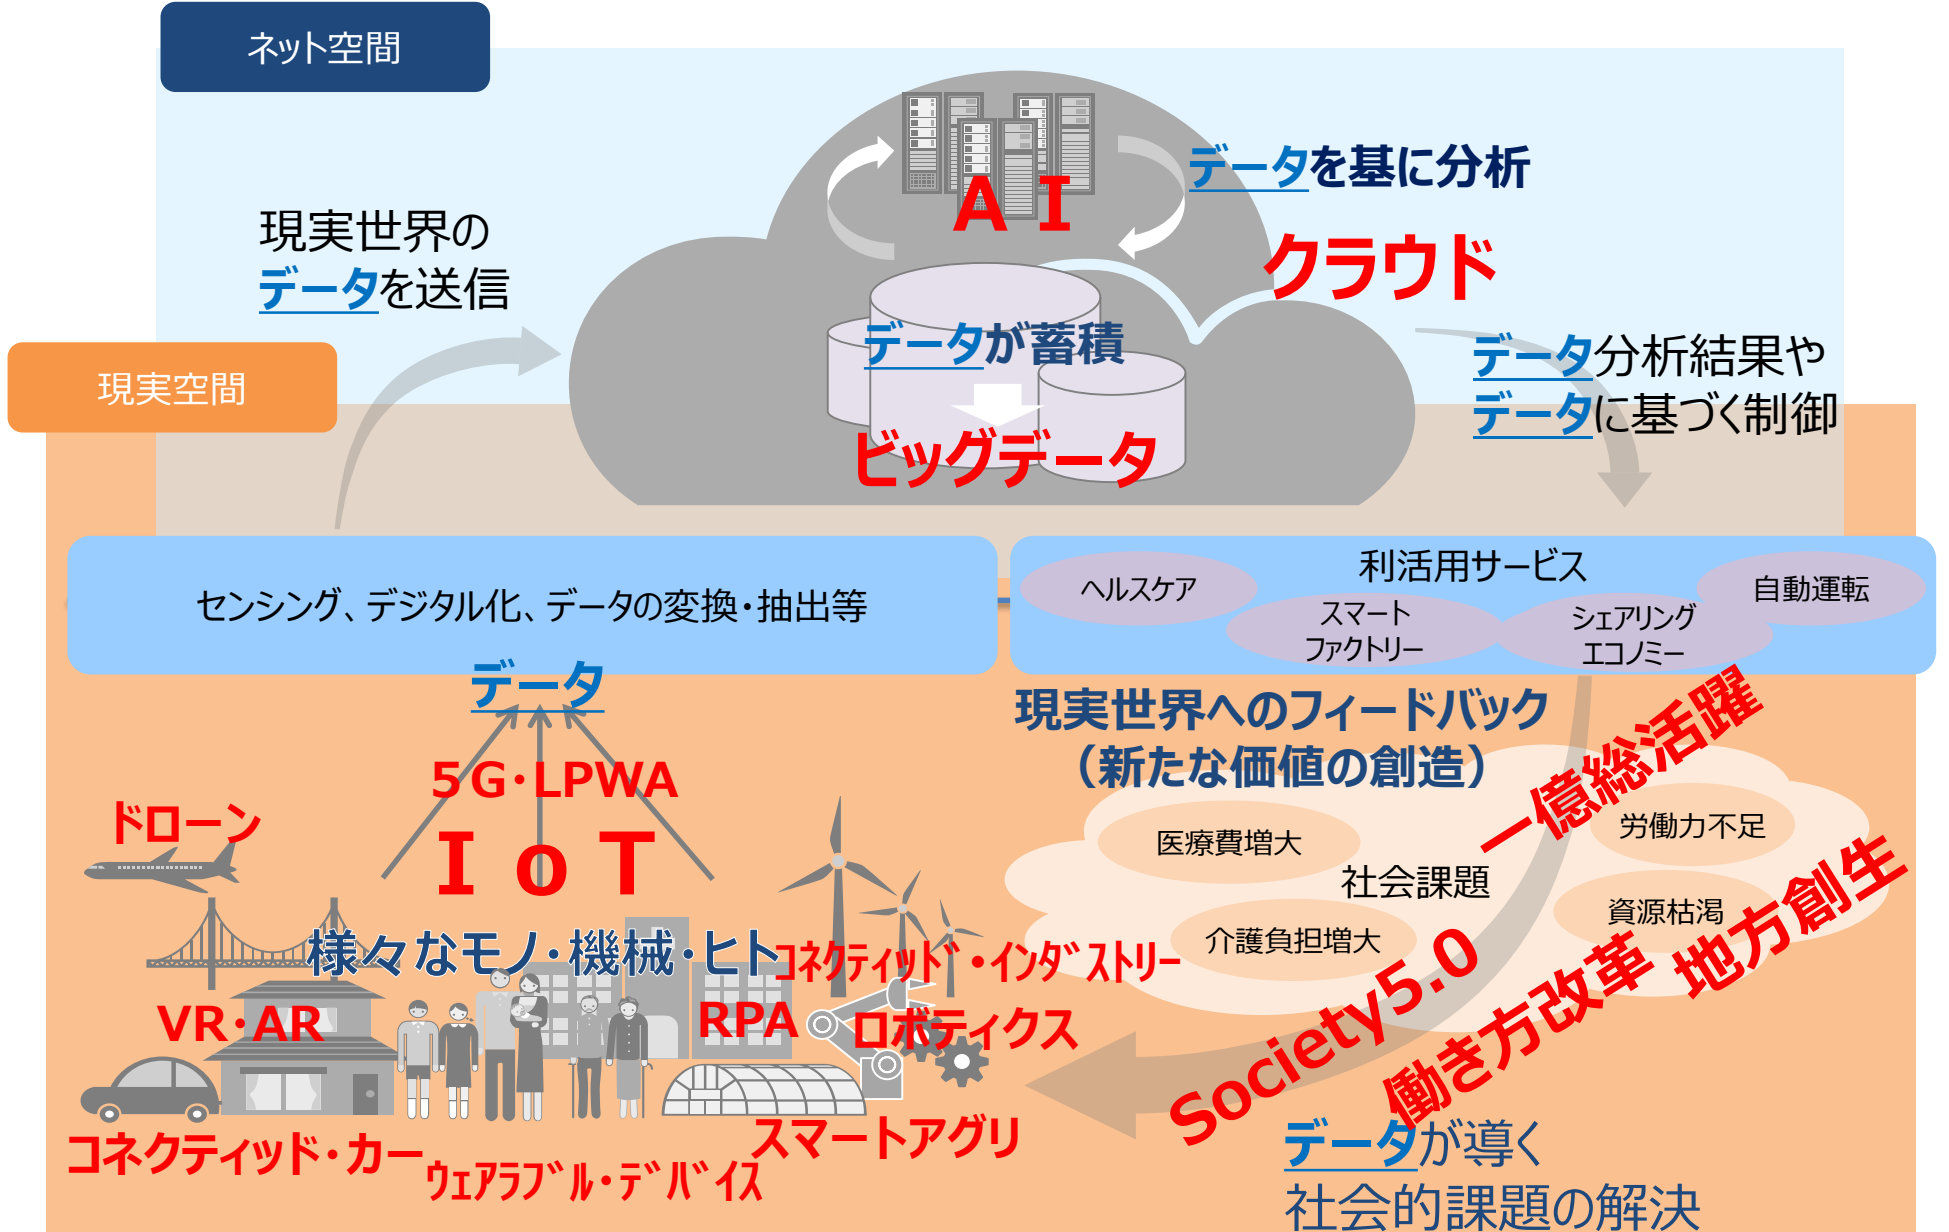 ネット空間
現実世界の
データを送信
ＡＩ
データを基に分析
クラウド
データが蓄積
ビッグデータ
データ分析結果や
データに基づく制御
現実空間
センシング、デジタル化、データの変換・抽出等
利活用サービス
ヘルスケア
スマート
ファクトリー
シェアリング
エコノミー
自動運転
データ
５G・LPWA
ＩｏＴ
ドローン
様々なモノ・機械・ヒト
VR・AR
RPA
ｺﾈｸﾃｨｯﾄﾞ・ｲﾝﾀﾞｽﾄﾘｰ
ロボティクス
コネクティッド・カー
ｳｪｱﾗﾌﾞﾙ・ﾃﾞﾊﾞｲｽ
スマートアグリ
現実世界へのフィードバック
（新たな価値の創造）
医療費増大
社会課題
労働力不足
介護負担増大
資源枯渇
一億総活躍
Society5.0
働き方改革
地方創生
データが導く
社会的課題の解決